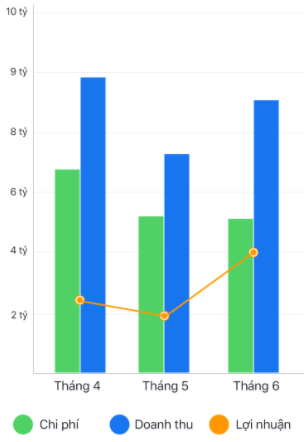 10 tỷ
9 tỷ
8 tỷ
6 tỷ
4 tỷ
2 tỷ
Tháng 4 Tháng 5 Tháng 6
Chi phí Doanh thu Lợi nhuận